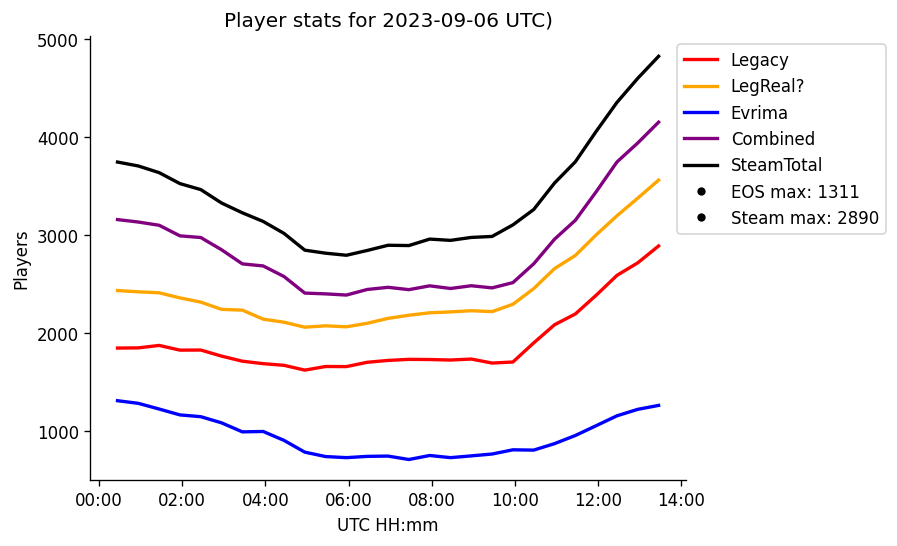 Player stats for 2023-09-06 UTC)
Players
5000
4000
3000
2000
1000
00:00 02:00 04:00 06:00 08:00 10:00 12:00 14:00
UTC HH:mm
Legacy
LegReal?
Evrima
Combined
SteamTotal
EOS max: 1311
Steam max: 2890